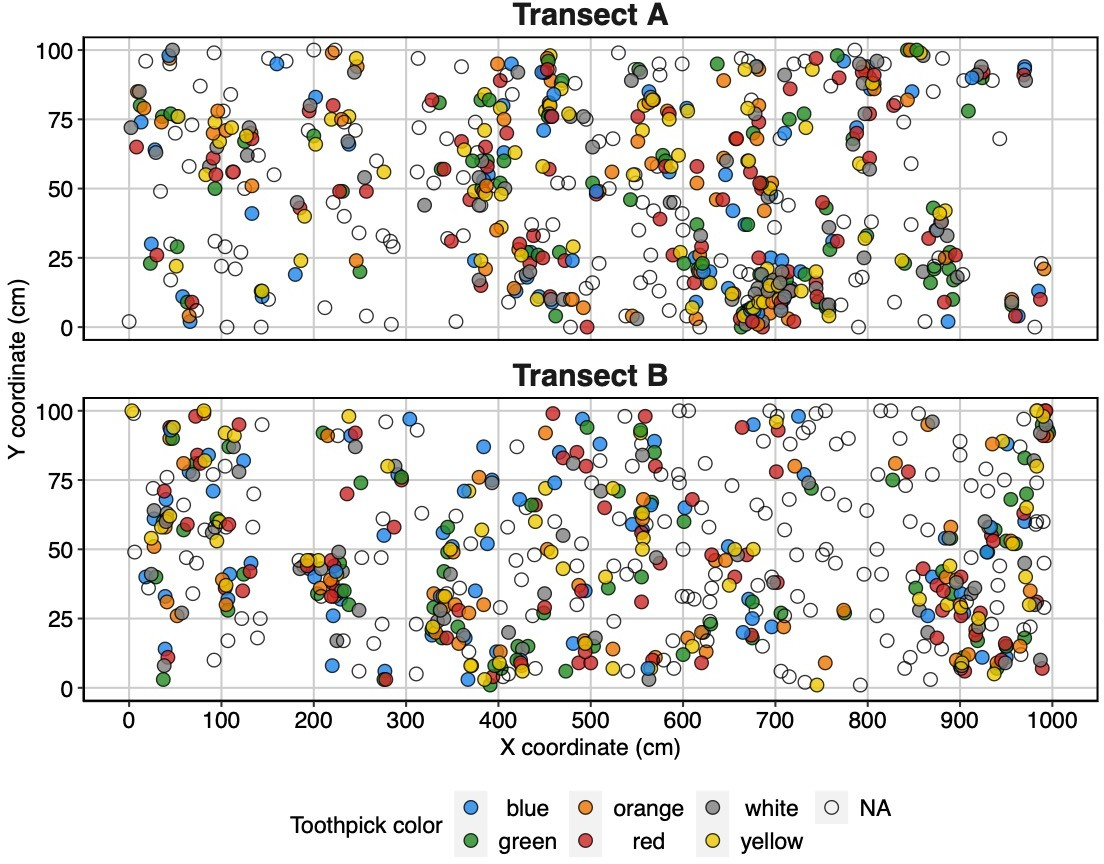 Transect A
100
75
50
25
0
Transect B
100
75
50
25
0
Y coordinate (cm)
0 100 200 300 400 500 600 700 800 900 1000
X coordinate (cm)
Toothpick color
blue orange white NA
green red yellow